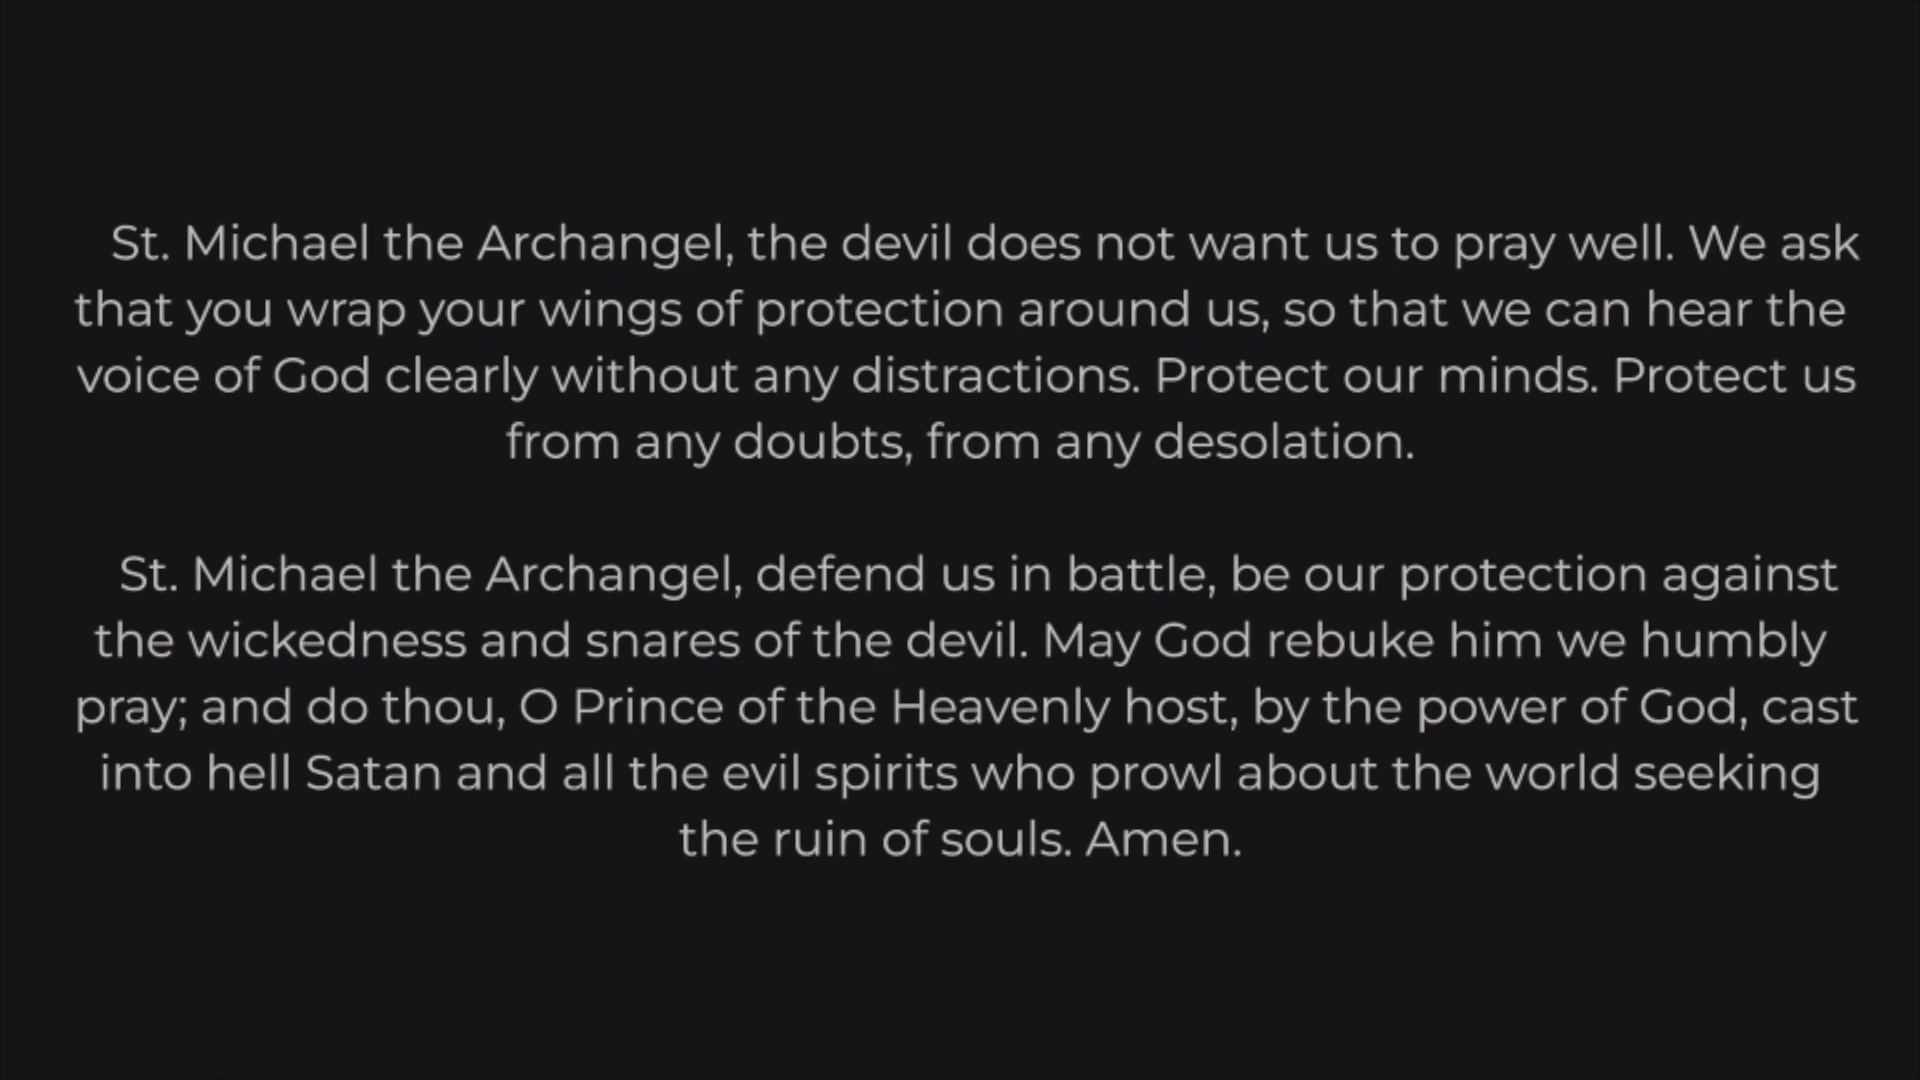 St. Michael the Archangel, the devil does not want us to pray well. We ask
that you wrap your wings of protection around us, so that we can hear the
voice of God clearly without any distractions. Protect our minds. Protect us
from any doubts, from any desolation.
St. Michael the Archangel, defend us in battle, be our protection against
the wickedness and snares of the devil. May God rebuke him we humbly
pray; and do thou, O Prince of the Heavenly host, by the power of God, cast
into hell Satan and all the evil spirits who prowl about the world seeking
the ruin of souls. Amen.